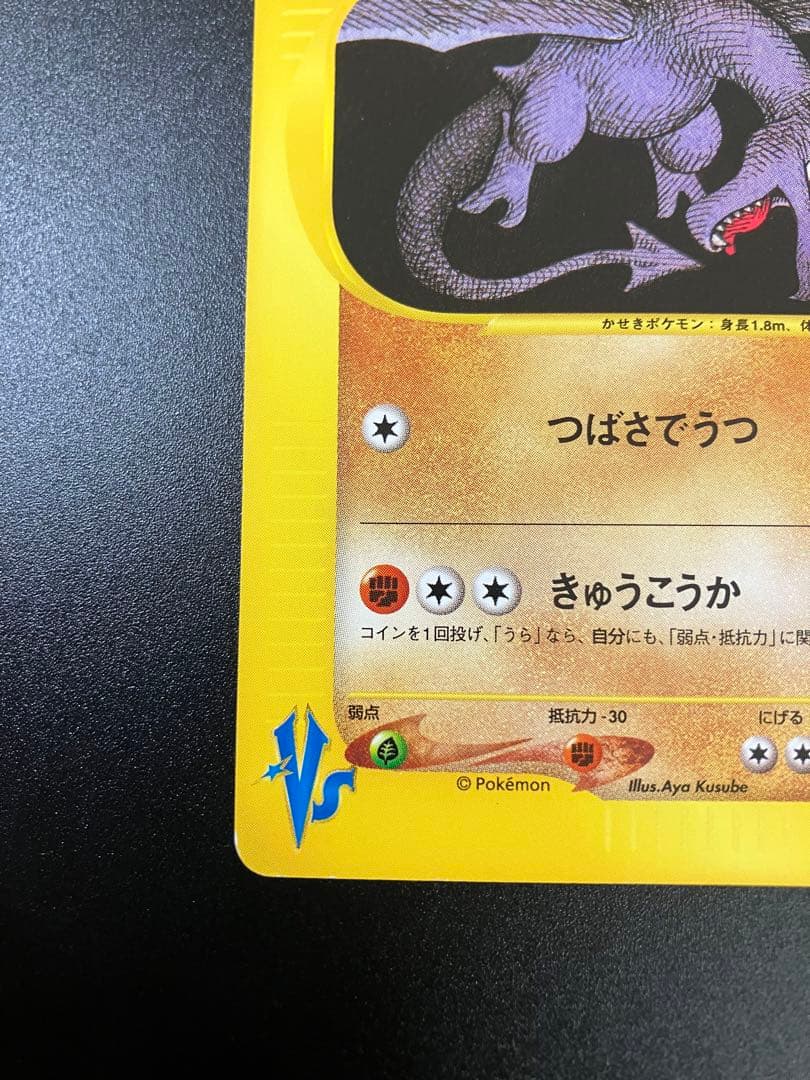 かせきポケモン：身長1.8m、体
つばさでうつ
きゅうこうか
コインを1回投げ、「うら」なら、自分にも、「弱点・抵抗力」に関
弱点 抵抗力 -30 にげる
© Pokémon Illus.Aya Kusube
VS